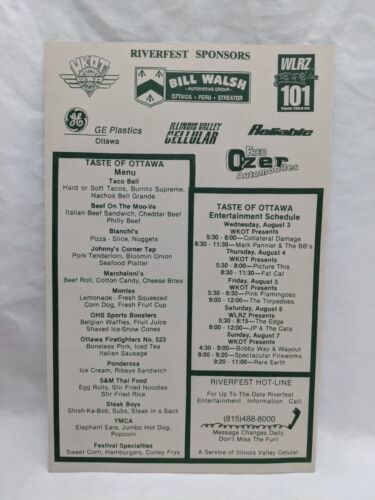 RIVERFEST SPONSORS
WKOT
BILL WALSH
AUTOMOTIVE GROUP
OTTAWA • PERU • STREATOR
WLRZ
101
GE Plastics
Ottawa
ILLINOIS VALLEY
CELLULAR
Reliable
FRED
Ozer
Automobiles
TASTE OF OTTAWA
Menu
Taco Bell
Hard or Soft Tacos, Burrito Supreme,
Nachos Bell Grande
Beef On The Moo-Ve
Italian Beef Sandwich, Cheddar Beef
Philly Beef
Bianchi's
Pizza - Slice, Nuggets
Johnny's Corner Tap
Pork Tenderloin, Bloomin Onion
Seafood Platter
Marcheloni's
Beef Roll, Cotton Candy, Cheese Bites
Montes
Lemonade - Fresh Squeezed
Corn Dog, Fresh Fruit Cup
OHS Sports Boosters
Belgian Waffles, Fruit Juice
Shaved Ice-Snow Cones
Ottawa Firefighters No. 523
Boneless Pork, Iced Tea
Italian Sausage
Ponderosa
Ice Cream, Ribeye Sandwich
S&M Thai Food
Egg Rolls, Stir Fried Noodles
Stir Fried Rice
Steak Boys
Shish-Ka-Bob, Subs, Steak in a Sack
YMCA
Elephant Ears, Jumbo Hot Dog,
Popcorn
Festival Specialties
Sweet Corn, Hamburgers, Curley Frys
TASTE OF OTTAWA
Entertainment Schedule
Wednesday, August 3
WKOT Presents
5:30 - 8:00—Collateral Damage
8:30 - 11:30—Mark Pannier & The BB's
Thursday, August 4
WKOT Presents
5:30 - 8:00—Picture This
8:30 - 11:30—Fat Cat
Friday, August 5
WKOT Presents
5:30 - 8:30—Pink Flamingoes
9:00 - 12:00—The Torpedoes
Saturday, August 6
WLRZ Presents
5:30 - 8:15—The Edge
9:00 - 12:00—JP & The Cats
Sunday, August 7
WKOT Presents
4:30 - 9:00—Bobby Way & Wayout
9:00 - 9:20—Spectacular Fireworks
9:20 - 11:00—Rare Earth
RIVERFEST HOT-LINE
For Up To The Date Riverfest
Entertainment Information Call:
(815)488-8000
Message Changes Daily.
Don't Miss The Fun!
A Service of Illinois Valley Celular